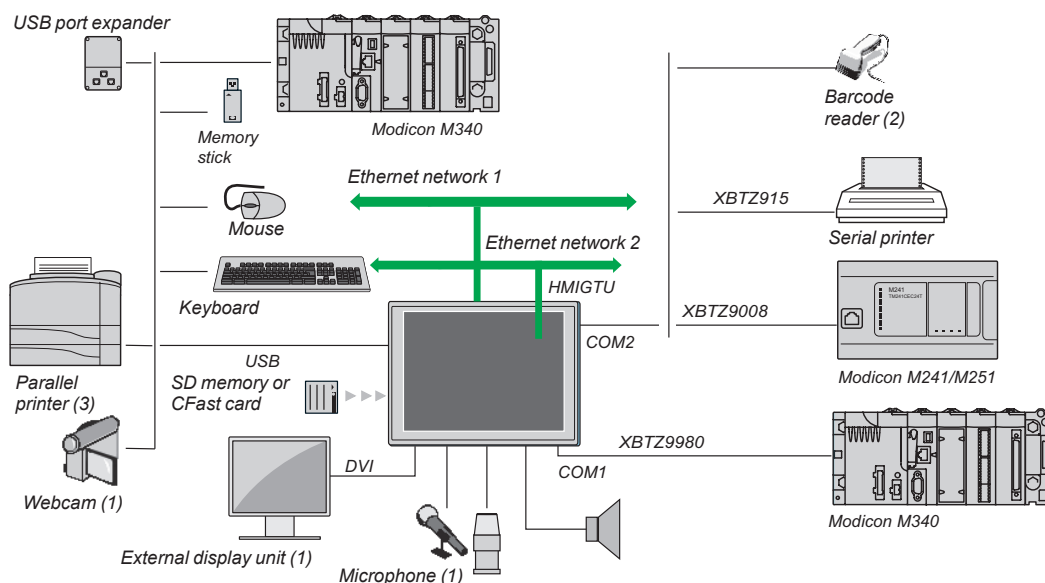 USB port expander
Modicon M340
Memory
stick
Barcode
reader (2)
Ethernet network 1
XBTZ915
Mouse
Serial printer
Ethernet network 2
HMIGTU
M241
TM241CEC24T
Keyboard
XBTZ9008
COM2
USB
Parallel
printer (3)
SD memory or
CFast card
Modicon M241/M251
XBTZ9980
DVI
COM1
Webcam (1)
Modicon M340
External display unit (1)
Microphone (1)